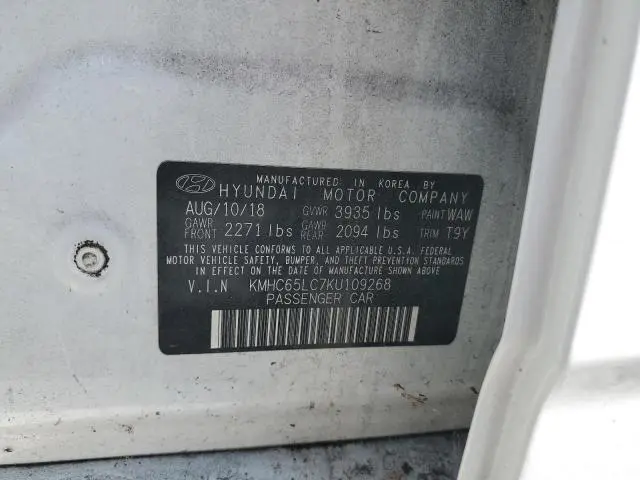 MANUFACTURED IN KOREA BY
HYUNDAI MOTOR COMPANY
AUG/10/18 GVWR 3935 lbs PAINT WAW
GAWR FRONT 2271 lbs GAWR REAR 2094 lbs TRIM T9Y
THIS VEHICLE CONFORMS TO ALL APPLICABLE U.S.A. FEDERAL
MOTOR VEHICLE SAFETY, BUMPER, AND THEFT PREVENTION
STANDARDS IN EFFECT ON THE DATE OF MANUFACTURE SHOWN ABOVE.
V.I.N KMHC65LC7KU109268
PASSENGER CAR